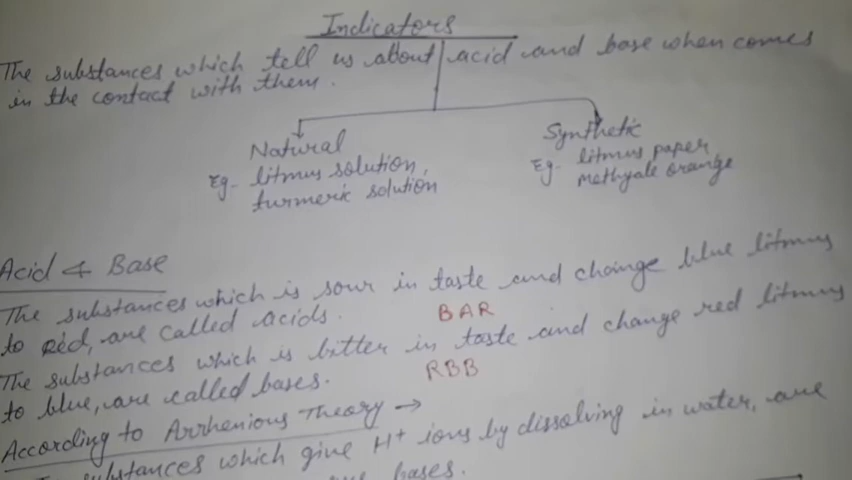 Indicators
The substances which tell us about acid and base when comes
in the contact with them.
Natural
Eg- litmus solution,
turmeric solution
Synthetic
Eg- litmus paper
methyale orange
Acid & Base
The substances which is sour in taste and change blue litmus
to red, are called acids.
BAR
The substances which is bitter in taste and change red litmus
to blue, are called bases.
RBB
According to Arrhenious Theory →
substances which give H+ ions by dissolving in water, are
bases.